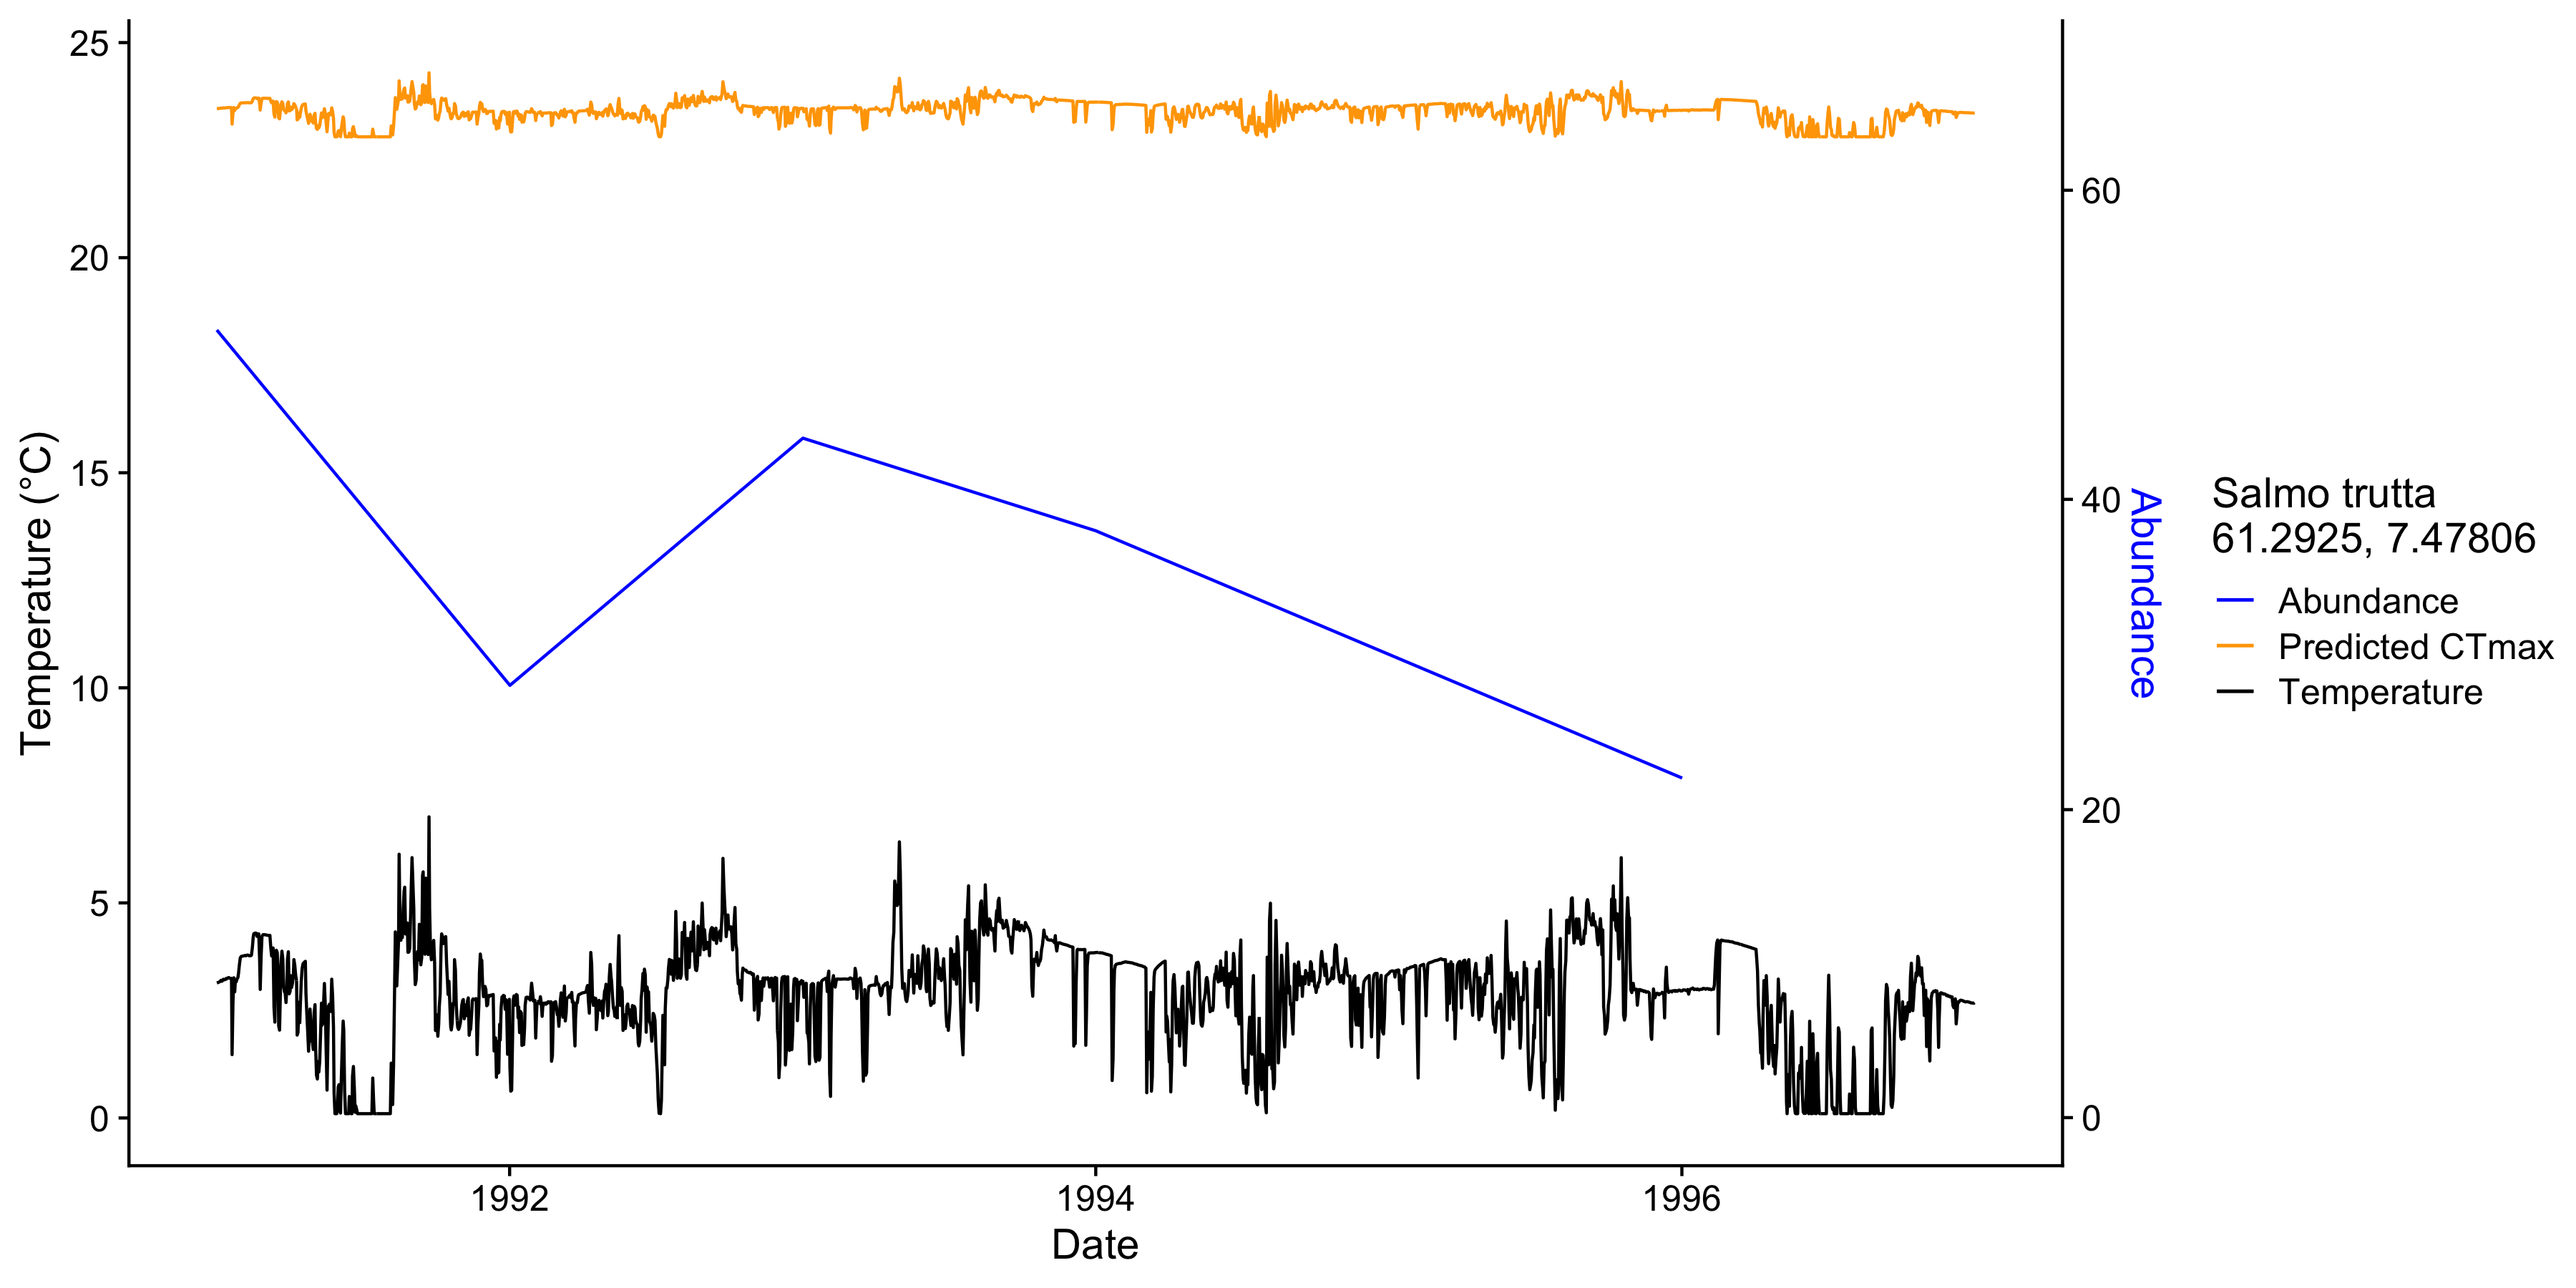 25
20
15
10
5
0
Temperature (°C)
1992
1994
1996
Date
60
40
20
0
Abundance
Salmo trutta
61.2925, 7.47806
Abundance
Predicted CTmax
Temperature